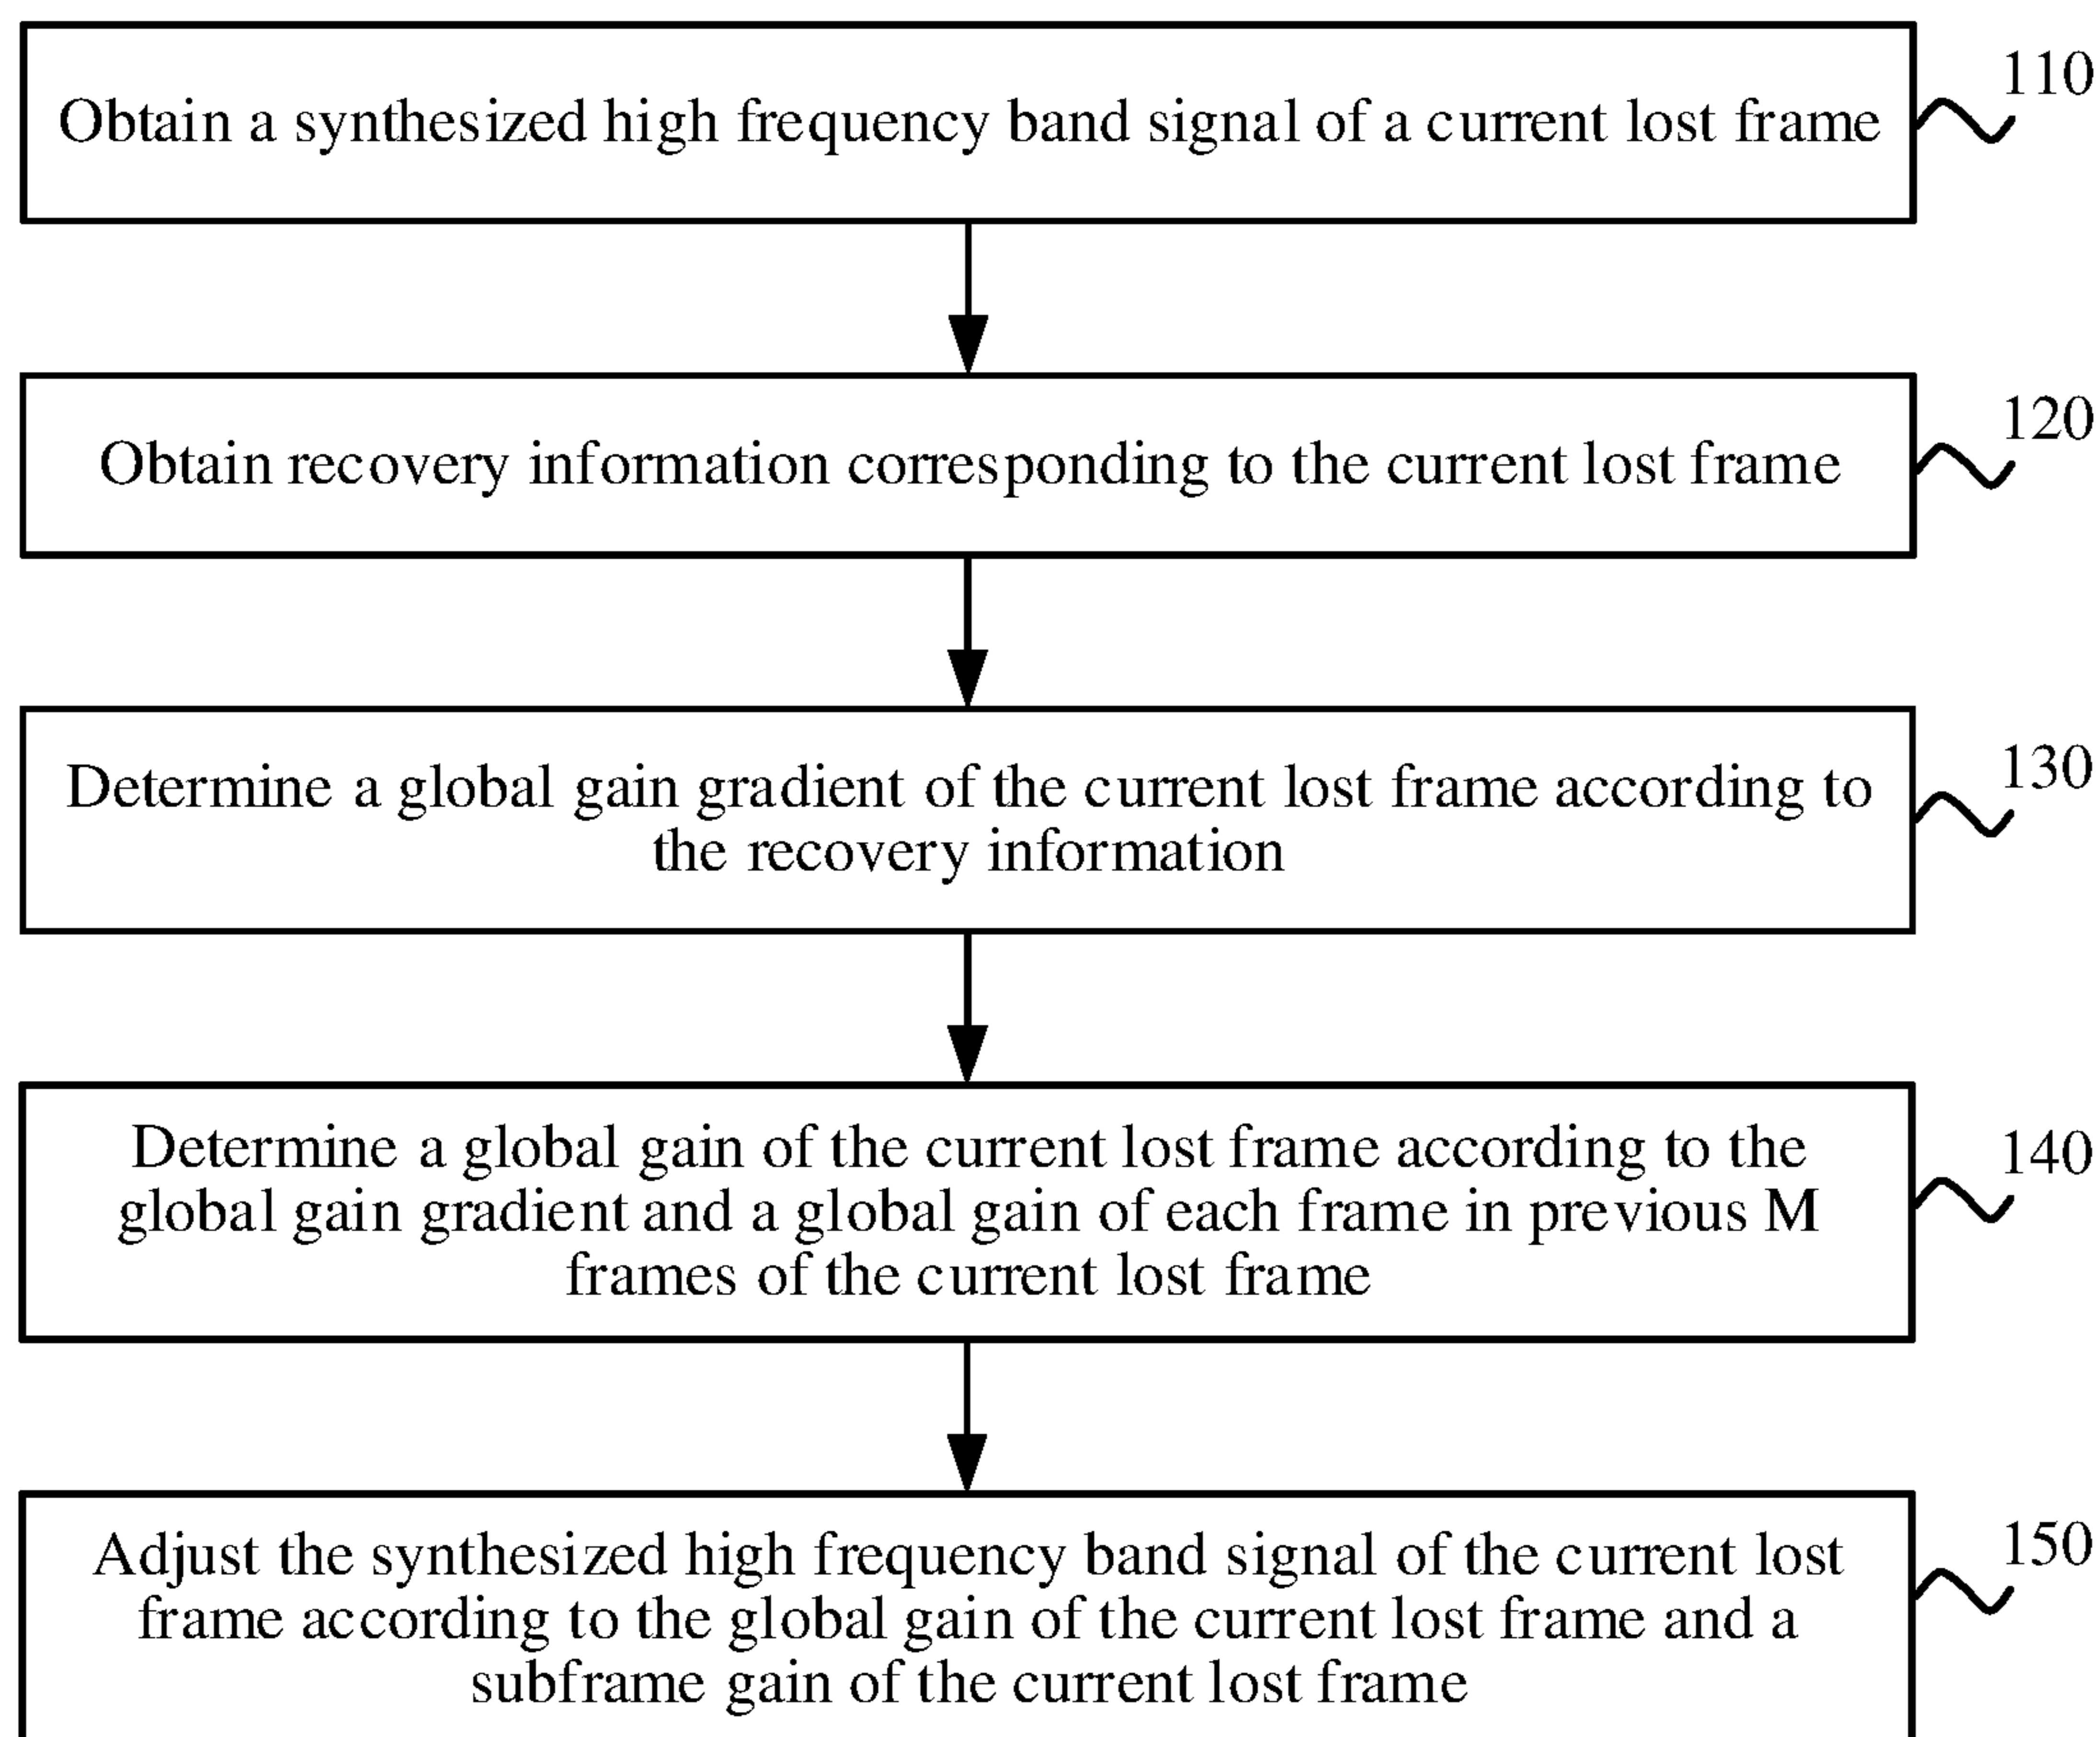 Obtain a synthesized high frequency band signal of a current lost frame
110
Obtain recovery information corresponding to the current lost frame
120
Determine a global gain gradient of the current lost frame according to
the recovery information
130
Determine a global gain of the current lost frame according to the
global gain gradient and a global gain of each frame in previous M
frames of the current lost frame
140
Adjust the synthesized high frequency band signal of the current lost
frame according to the global gain of the current lost frame and a
subframe gain of the current lost frame
150